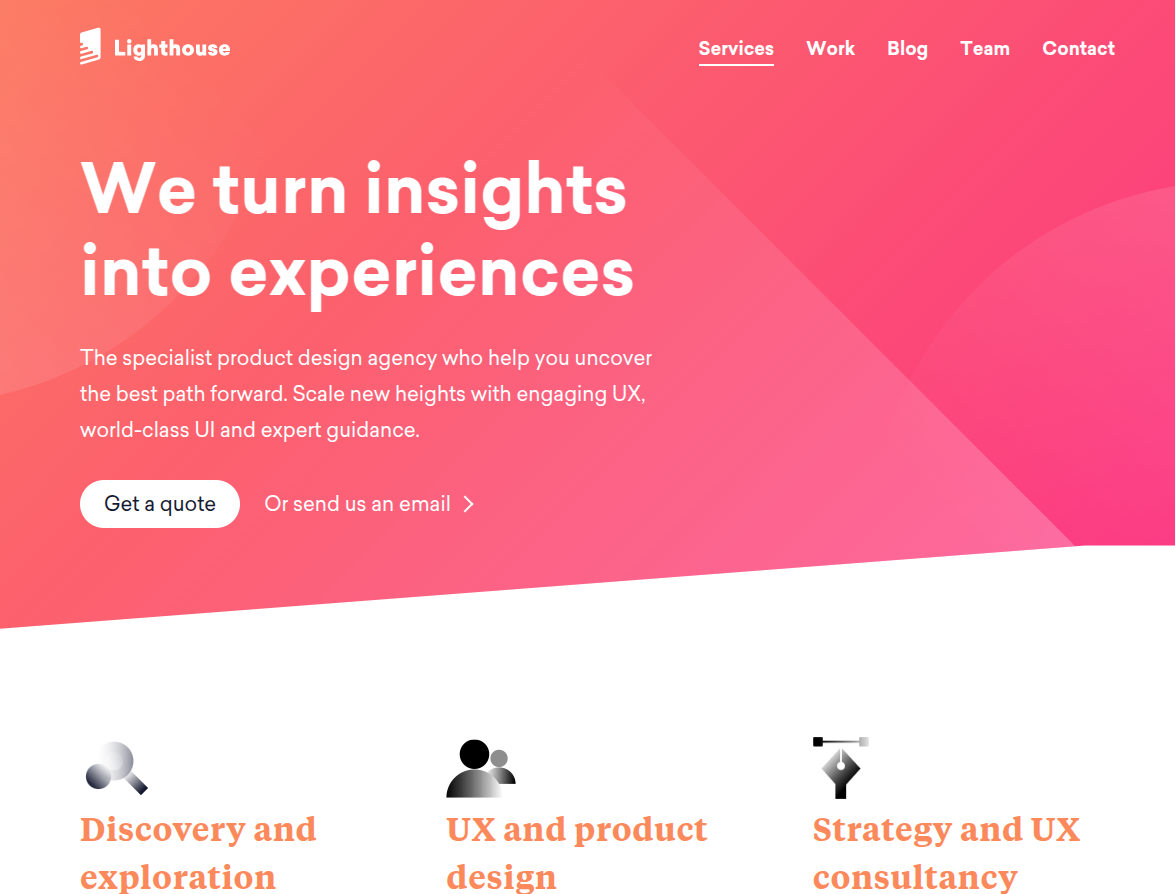 Lighthouse
Services Work Blog Team Contact
We turn insights
into experiences
The specialist product design agency who help you uncover
the best path forward. Scale new heights with engaging UX,
world-class UI and expert guidance.
Get a quote
Or send us an email
Discovery and
exploration
UX and product
design
Strategy and UX
consultancy